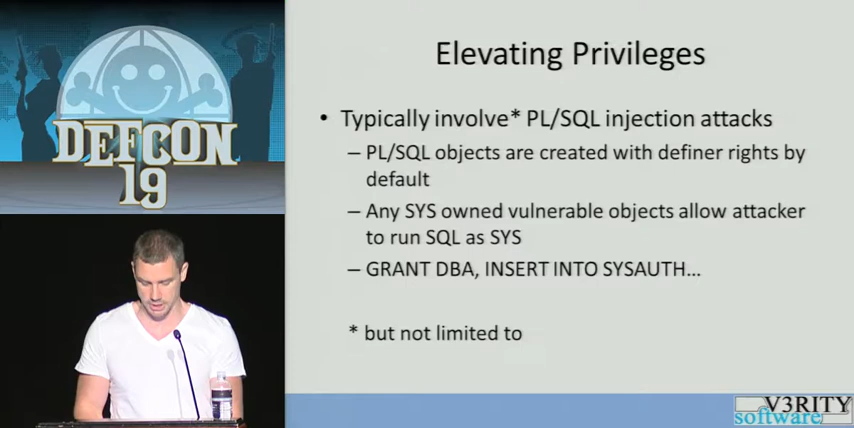 DEFCON
19
Elevating Privileges
• Typically involve* PL/SQL injection attacks
– PL/SQL objects are created with definer rights by
default
– Any SYS owned vulnerable objects allow attacker
to run SQL as SYS
– GRANT DBA, INSERT INTO SYSAUTH...
* but not limited to
V3RITY
software